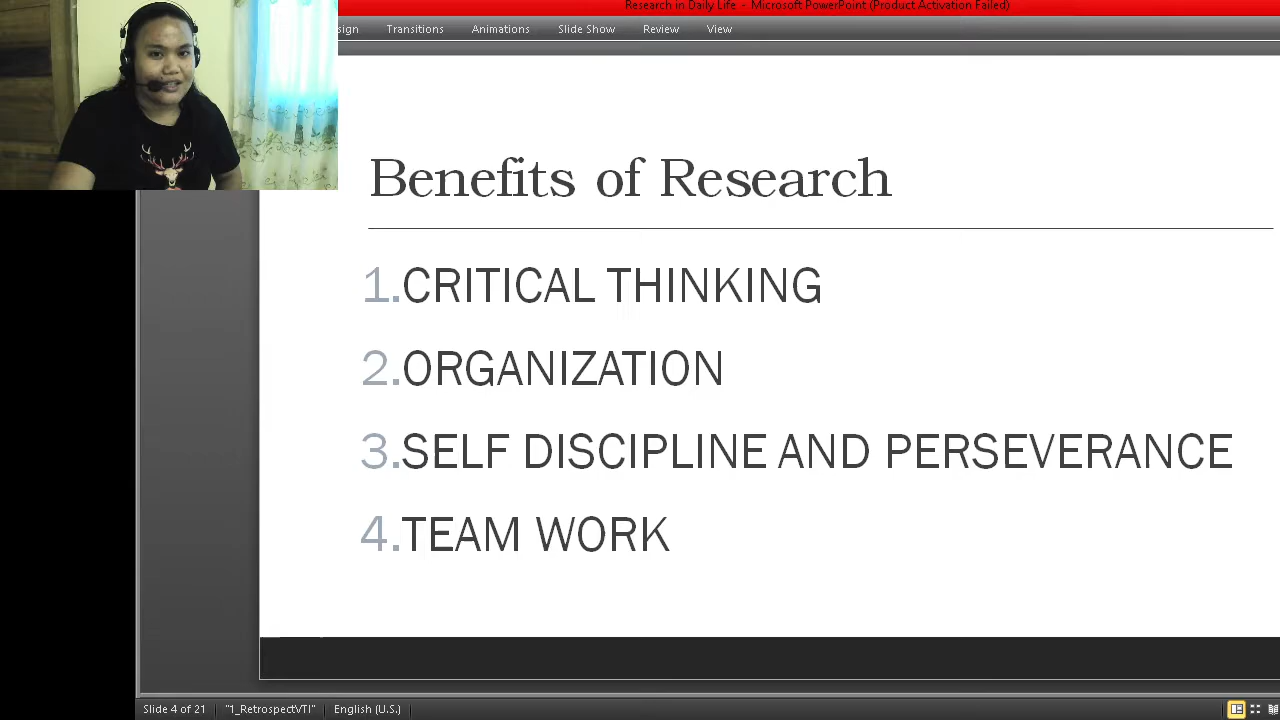 Research in Daily Life - Microsoft PowerPoint (Product Activation Failed)
sign Transitions Animations Slide Show Review View
Benefits of Research
1.CRITICAL THINKING
2.ORGANIZATION
3.SELF DISCIPLINE AND PERSEVERANCE
4.TEAM WORK
Slide 4 of 21 "1_RetrospectVTI" English (U.S.)